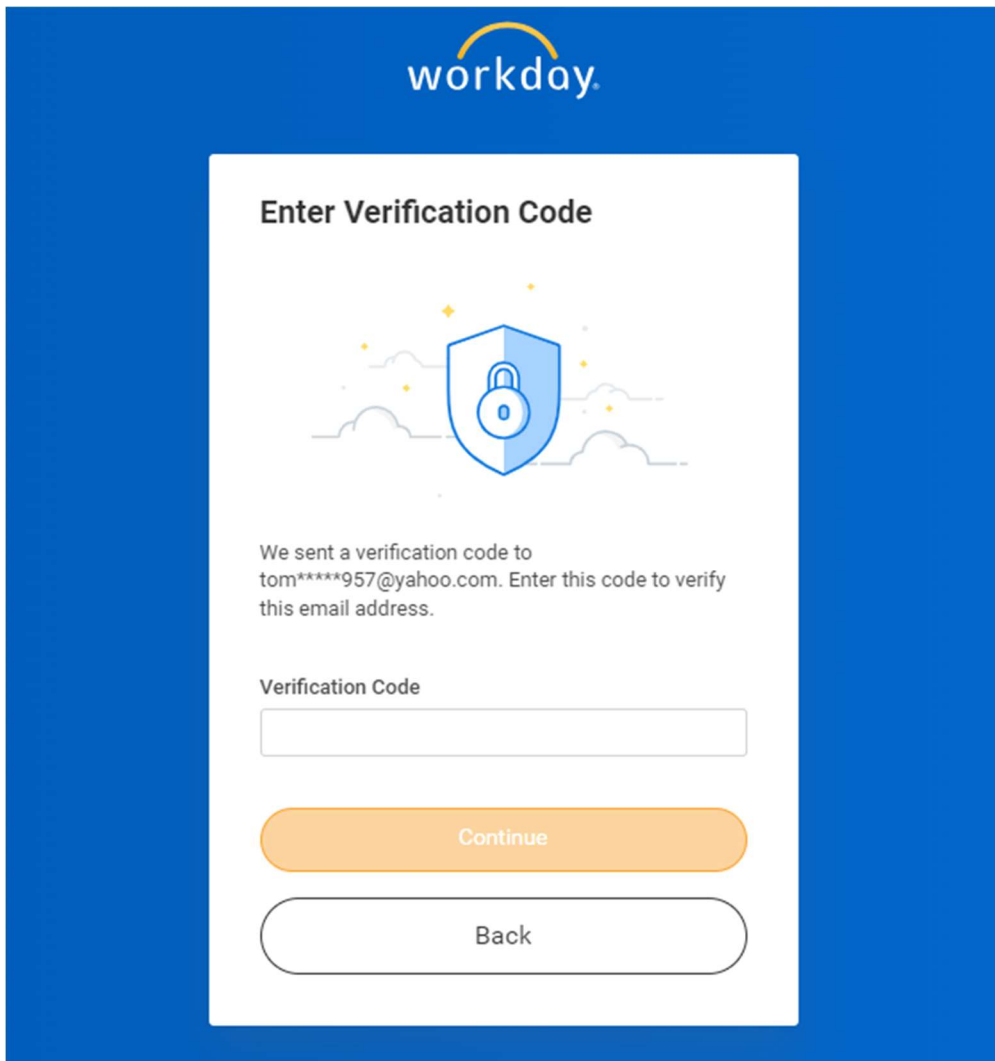 workday.
Enter Verification Code
We sent a verification code to
tom*****957@yahoo.com. Enter this code to verify
this email address.
Verification Code
Continue
Back